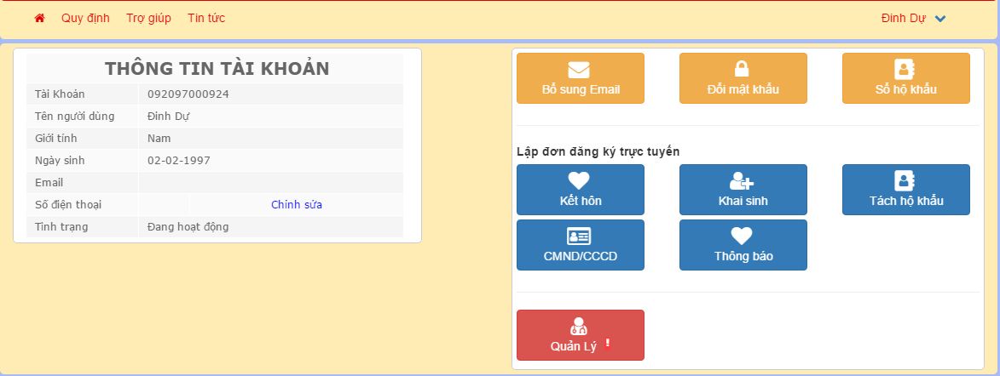 Quy định Trợ giúp Tin tức Đinh Dự
THÔNG TIN TÀI KHOẢN
Tài Khoản 092097000924
Tên người dùng Đinh Dự
Giới tính Nam
Ngày sinh 02-02-1997
Email
Số điện thoại Chỉnh sửa
Tình trạng Đang hoạt động
Bổ sung Email Đổi mật khẩu Sổ hộ khẩu
Lập đơn đăng ký trực tuyến
Kết hôn Khai sinh Tách hộ khẩu
CMND/CCCD Thông báo
Quản Lý !